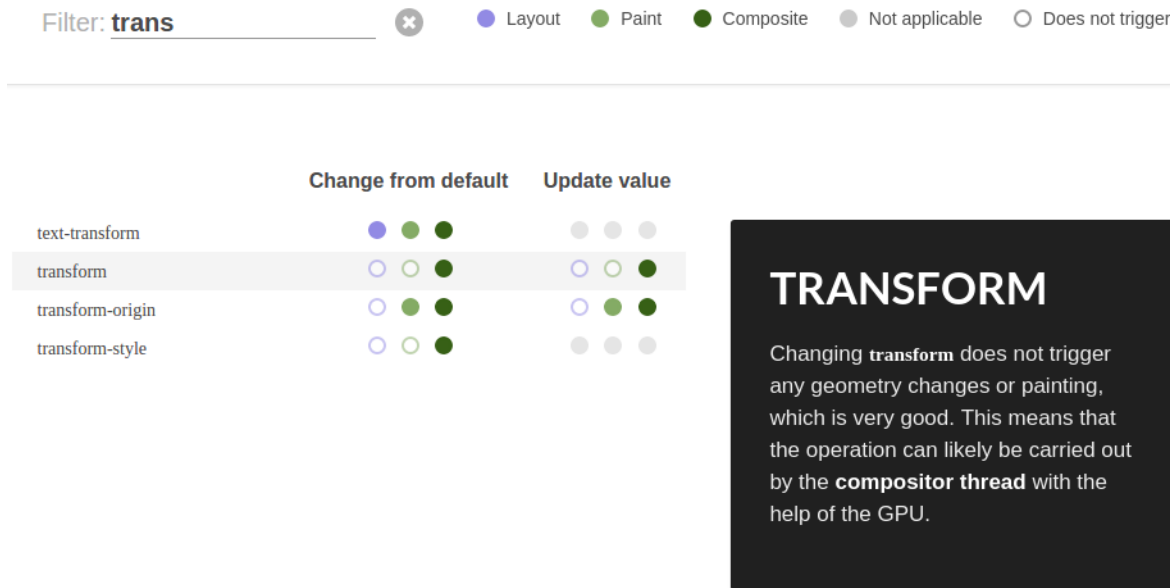 Filter: trans
Layout Paint Composite Not applicable Does not trigger
Change from default Update value
text-transform
transform
transform-origin
transform-style
TRANSFORM
Changing transform does not trigger
any geometry changes or painting,
which is very good. This means that
the operation can likely be carried out
by the compositor thread with the
help of the GPU.